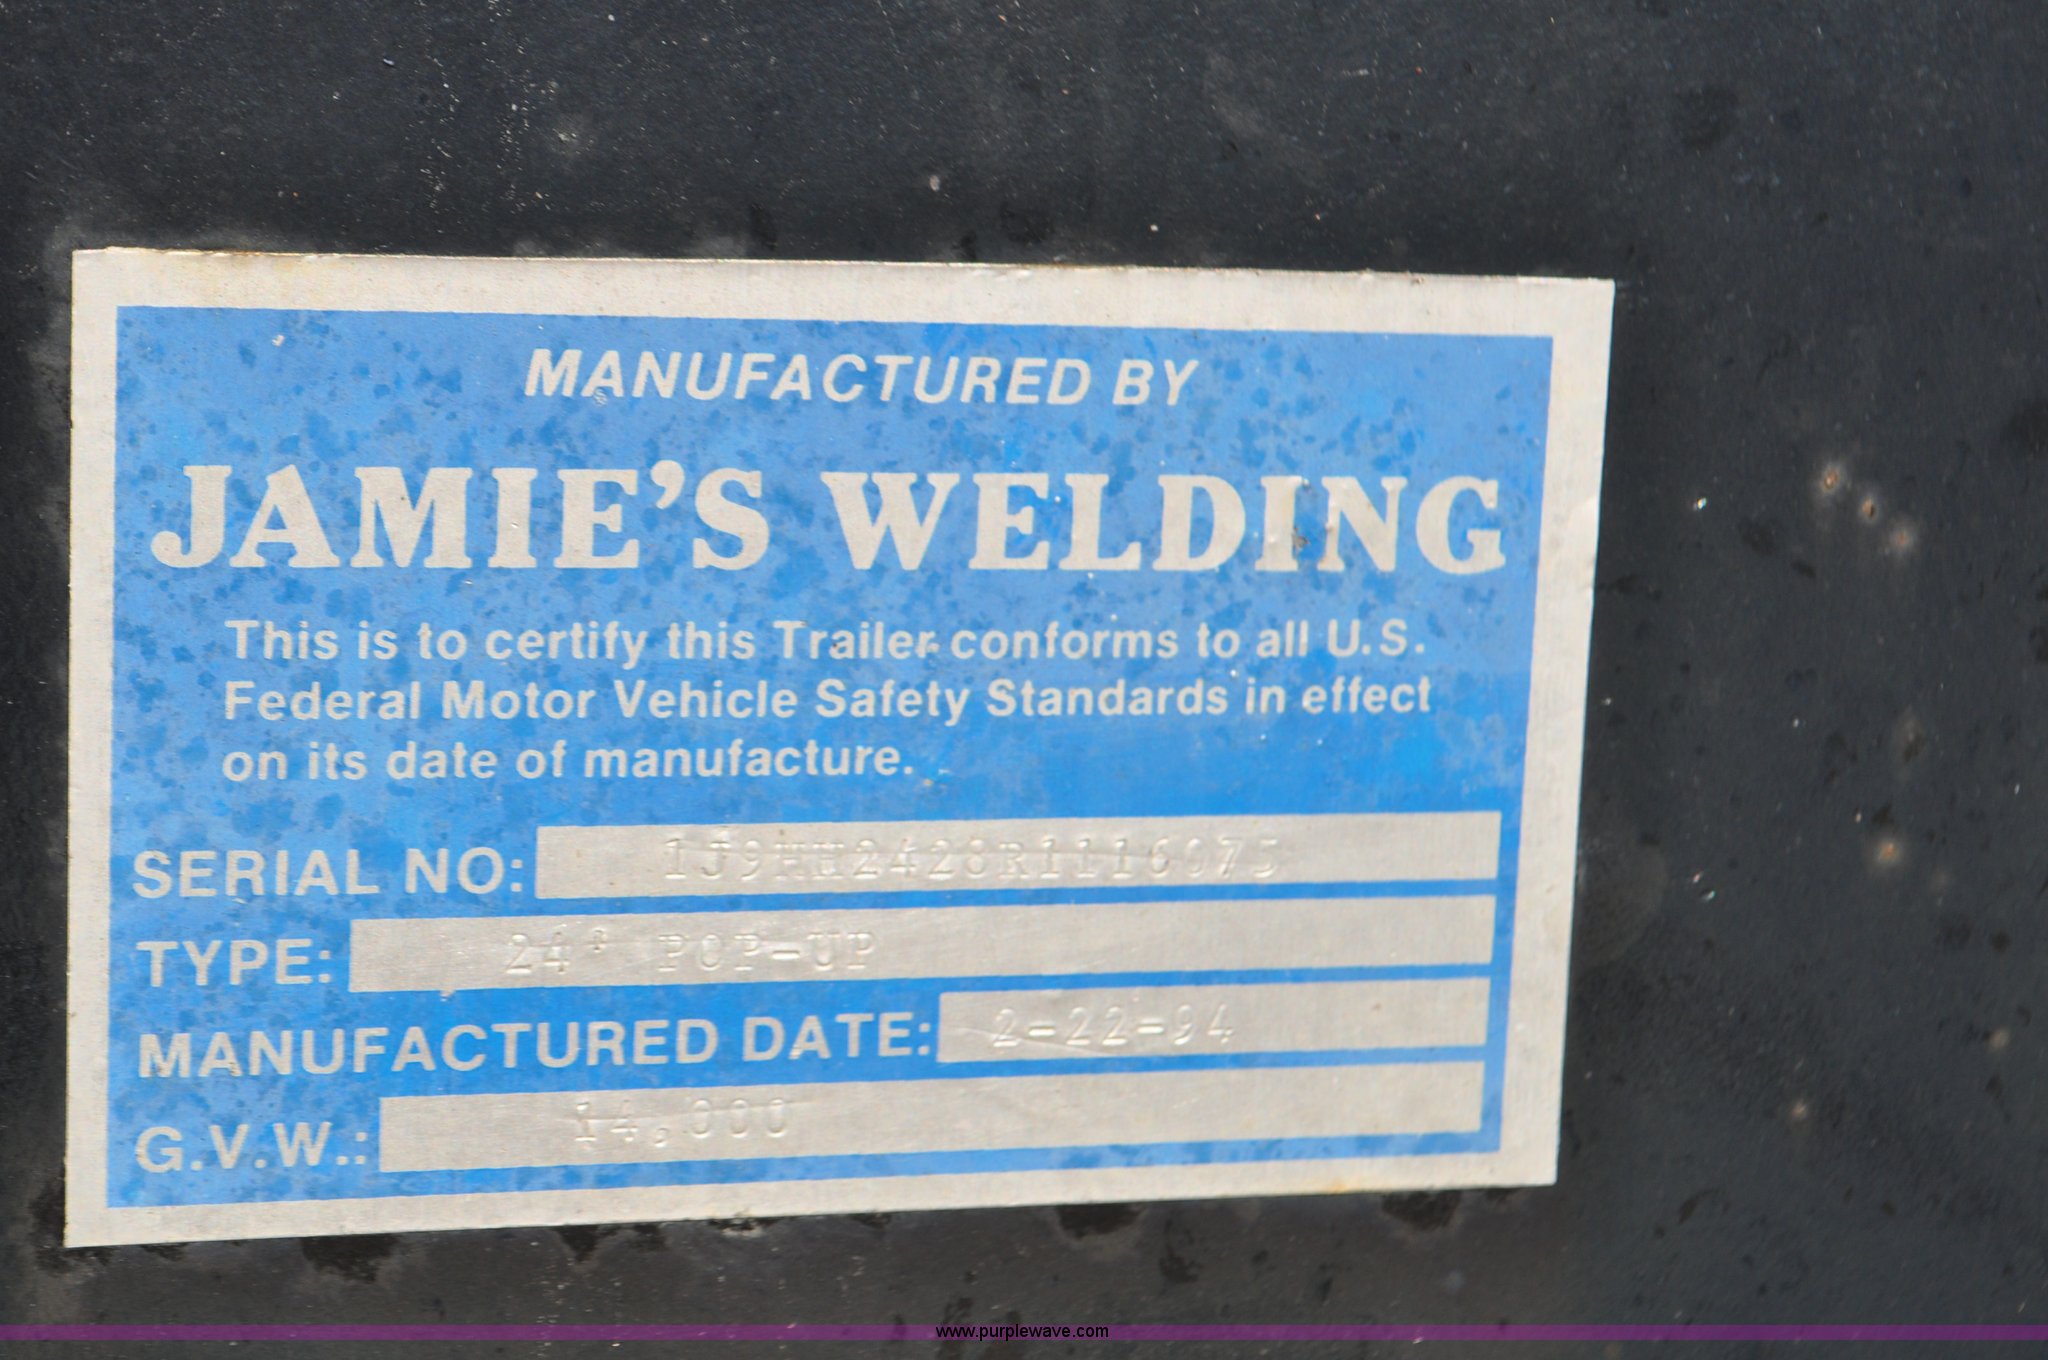 MANUFACTURED BY
JAMIE'S WELDING
This is to certify this Trailer conforms to all U.S.
Federal Motor Vehicle Safety Standards in effect
on its date of manufacture.
SERIAL NO: 1J9HH2428R1116075
TYPE: 24' POP-UP
MANUFACTURED DATE: 2-22-94
G.V.W.: 14,000
www.purplewave.com